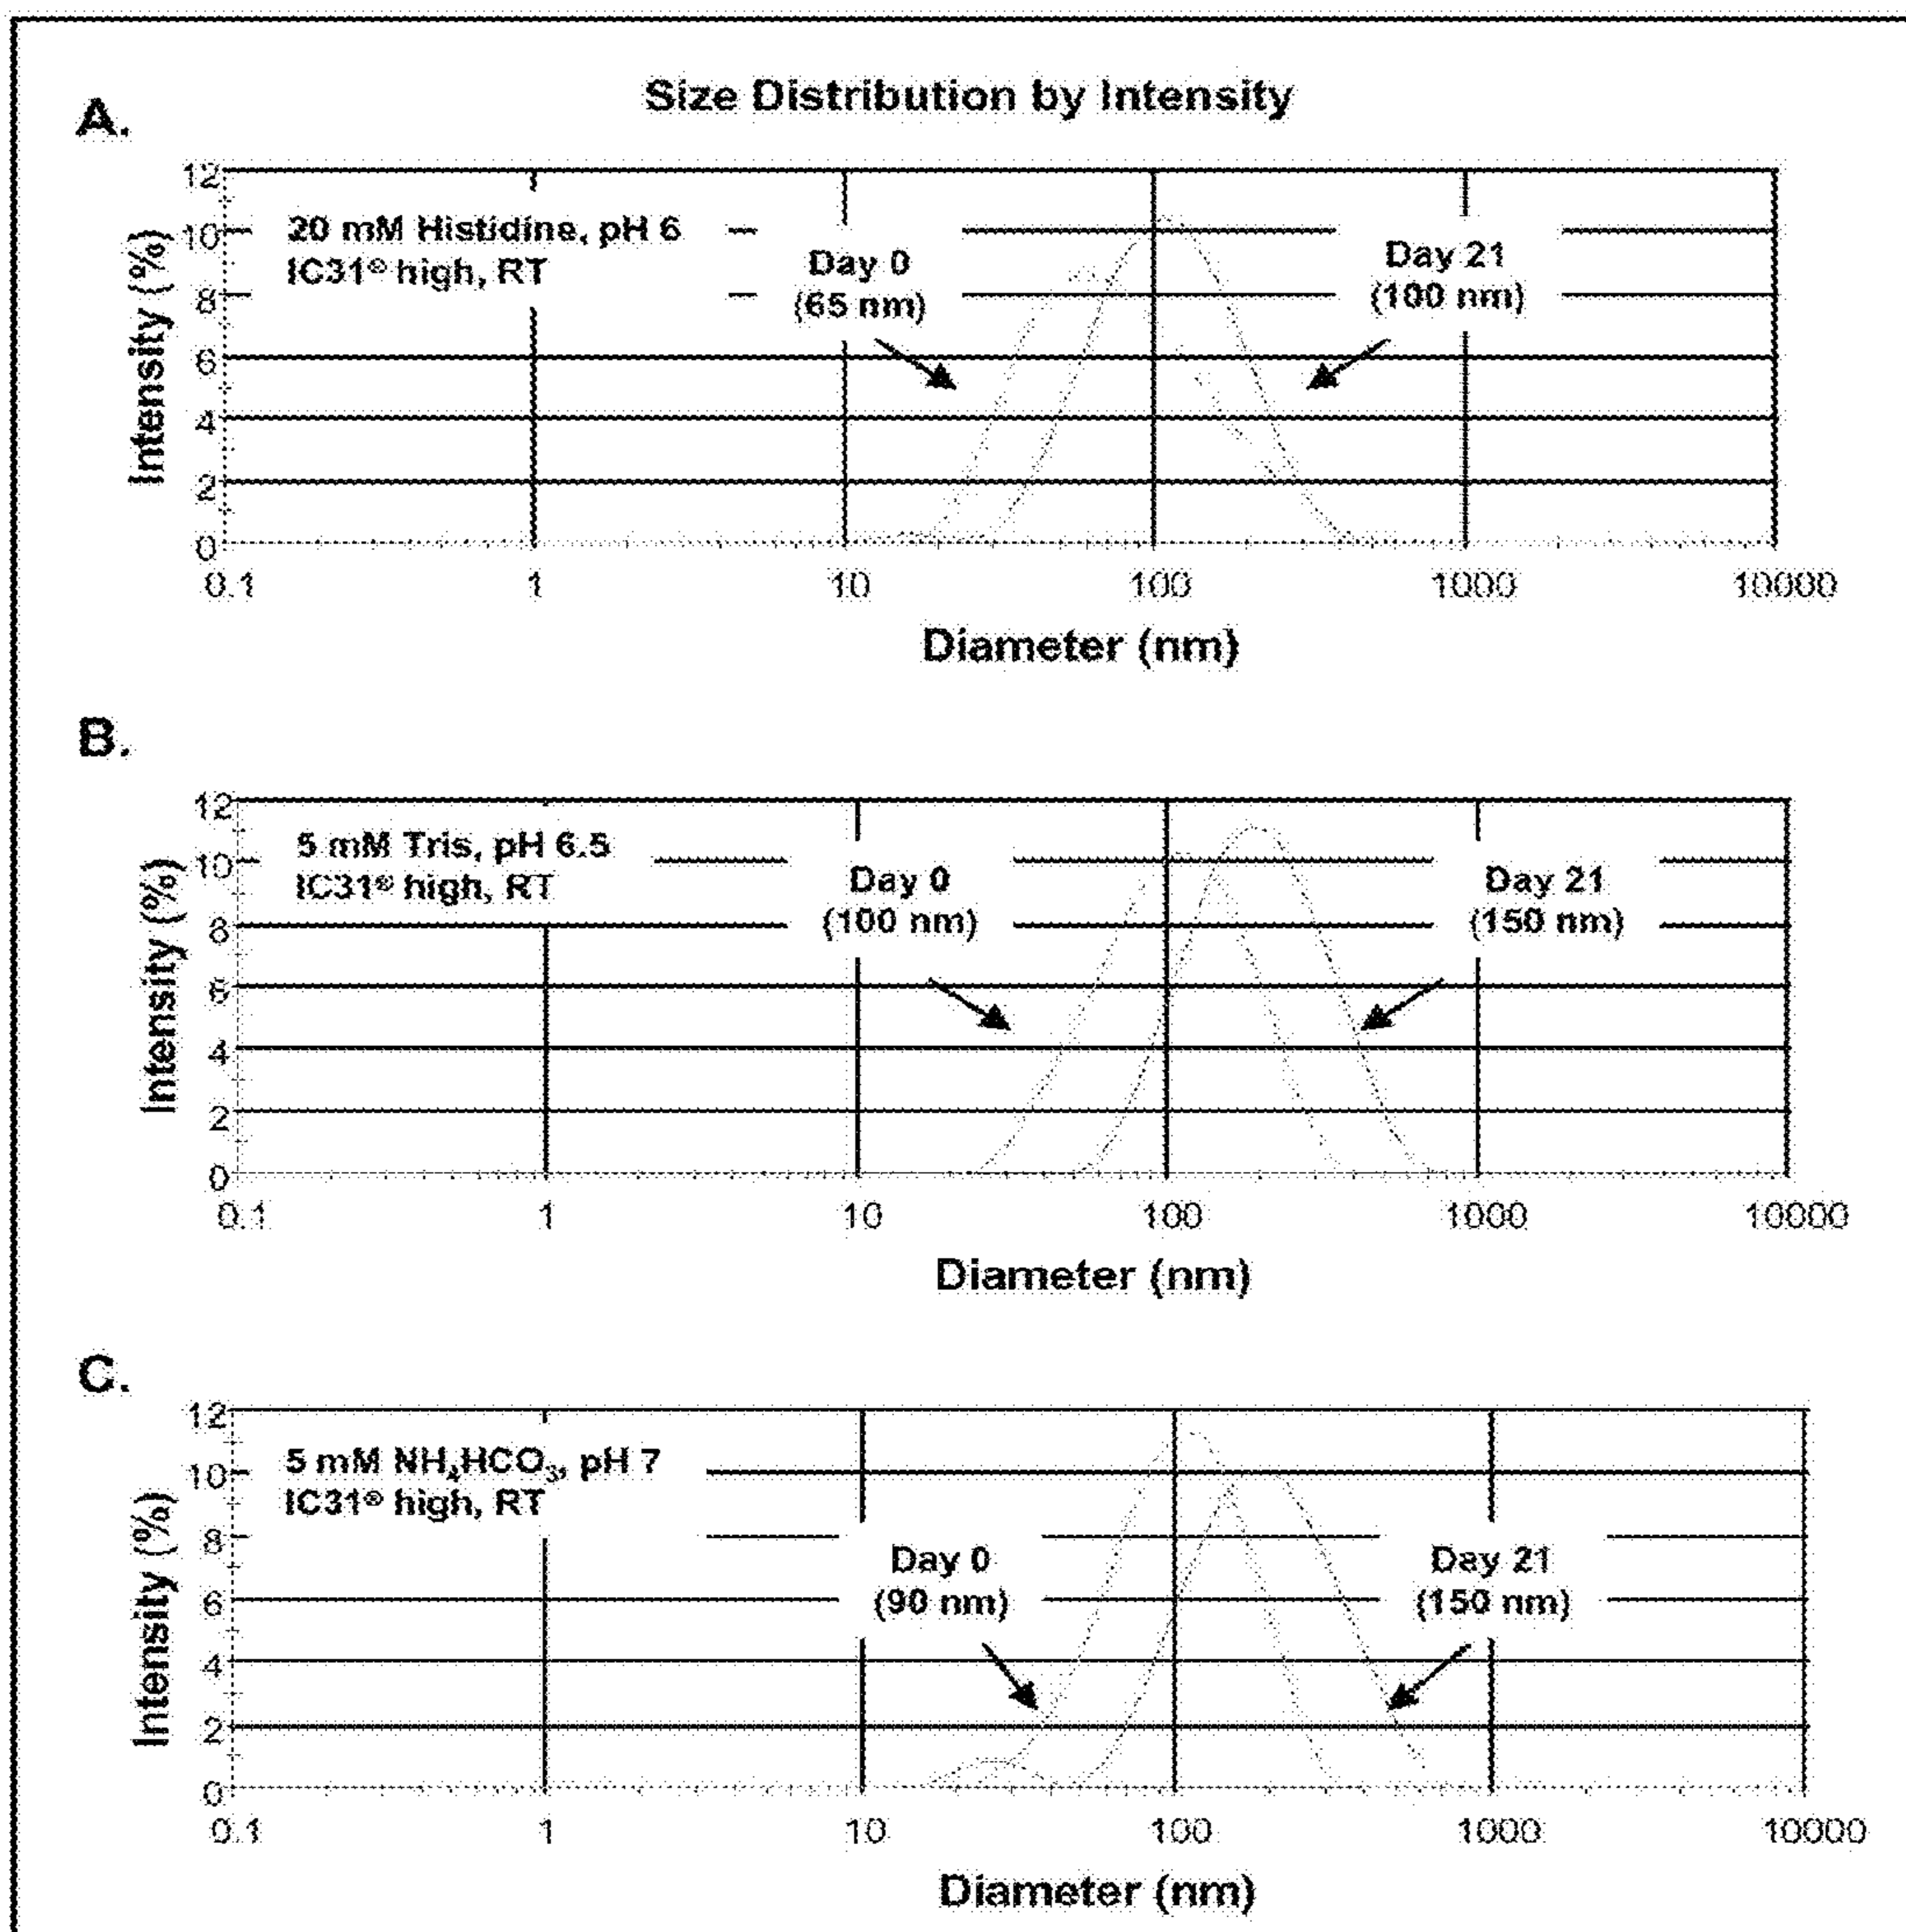 Size Distribution by Intensity
A.
12
10
8
6
4
2
0
Intensity (%)
20 mM Histidine, pH 6
IC31® high, RT
Day 0
(65 nm)
Day 21
(100 nm)
0.1 1 10 100 1000 10000
Diameter (nm)
B.
12
10
8
6
4
2
0
Intensity (%)
5 mM Tris, pH 6.5
IC31® high, RT
Day 0
(100 nm)
Day 21
(150 nm)
0.1 1 10 100 1000 10000
Diameter (nm)
C.
12
10
8
6
4
2
0
Intensity (%)
5 mM NH₄HCO₃, pH 7
IC31® high, RT
Day 0
(90 nm)
Day 21
(150 nm)
0.1 1 10 100 1000 10000
Diameter (nm)